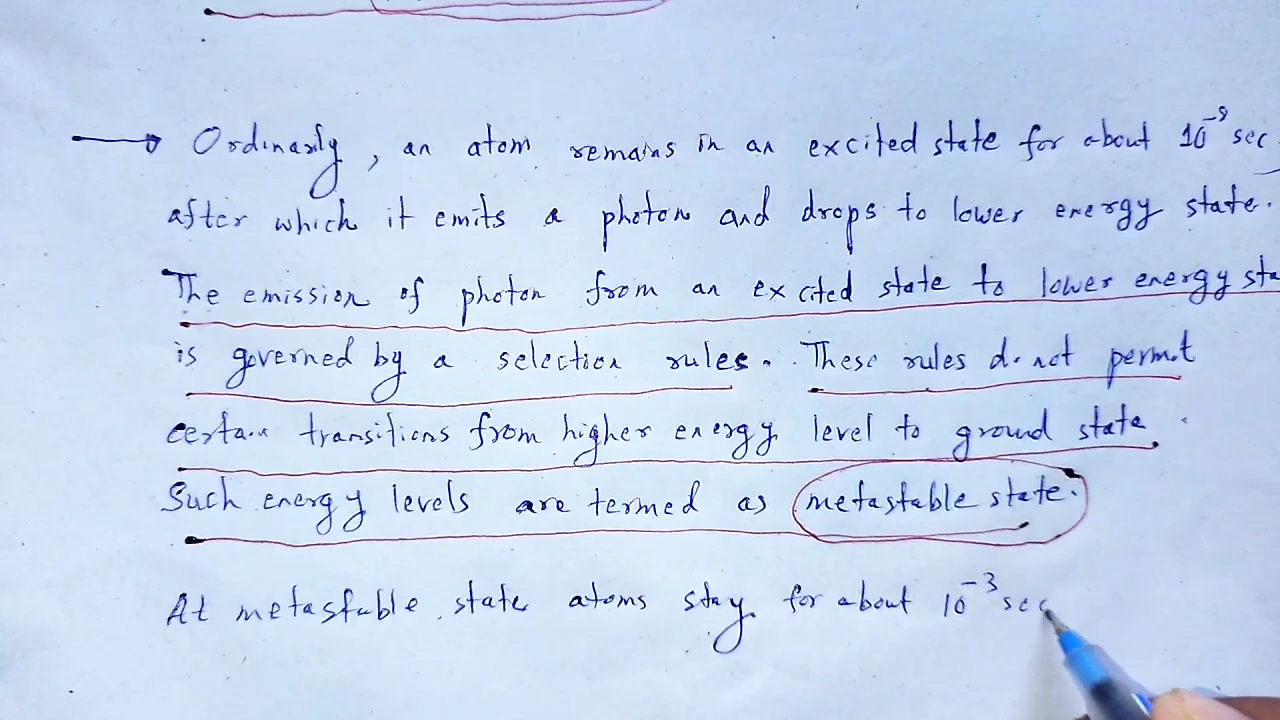 Ordinarily, an atom remains in an excited state for about 10⁻⁸ sec
after which it emits a photon and drops to lower energy state.
The emission of photon from an excited state to lower energy sta
is governed by a selection rules. These rules do not permit
certain transitions from higher energy level to ground state.
Such energy levels are termed as metastable state.
At metastable state atoms stay for about 10⁻³ sec